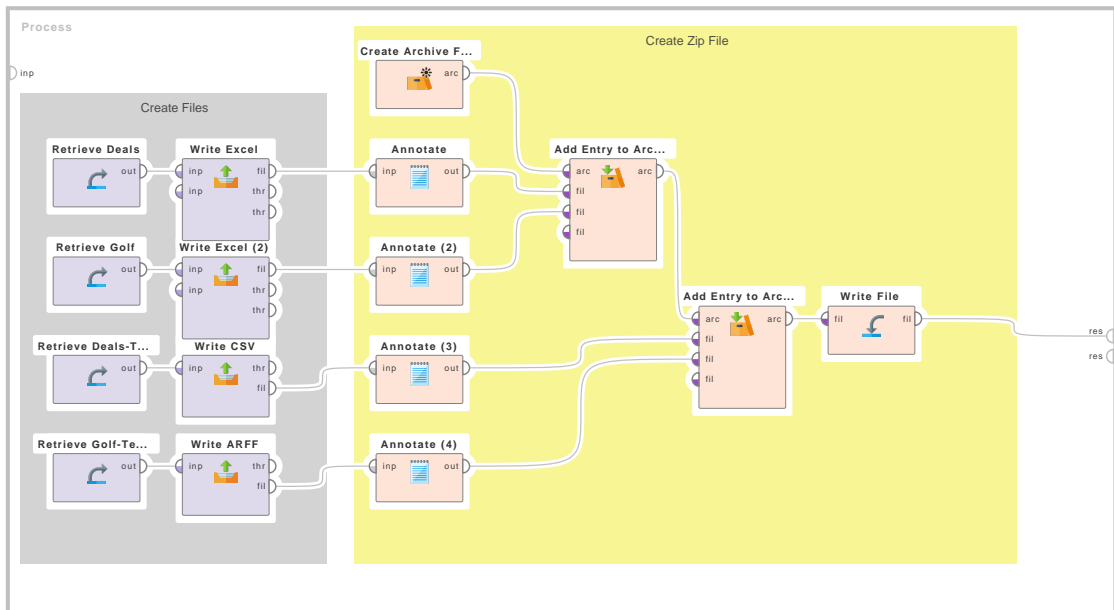 Process
inp
Create Files
Retrieve Deals
out
Write Excel
inp fil
inp thr
thr
Retrieve Golf
out
Write Excel (2)
inp fil
inp thr
thr
Retrieve Deals-T...
out
Write CSV
inp thr
fil
Retrieve Golf-Te...
out
Write ARFF
inp thr
fil
Create Zip File
Create Archive F...
arc
Annotate
inp out
Annotate (2)
inp out
Annotate (3)
inp out
Annotate (4)
inp out
Add Entry to Arc...
arc arc
fil
fil
fil
Add Entry to Arc...
arc arc
fil
fil
fil
Write File
fil fil
res
res